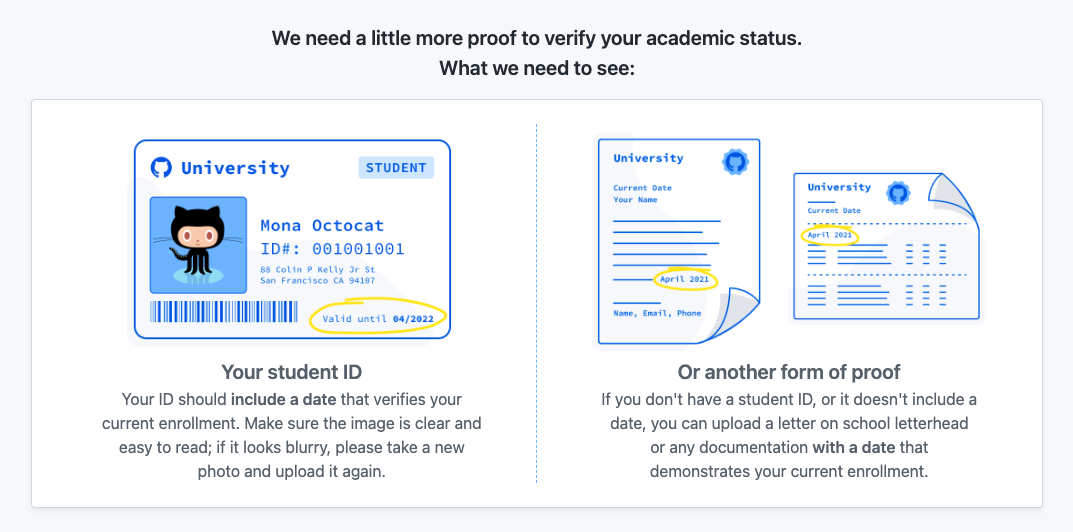 We need a little more proof to verify your academic status.
What we need to see:
University
STUDENT
Mona Octocat
ID#: 001001001
88 Colin P Kelly Jr St
San Francisco CA 94107
Valid until 04/2022
Your student ID
Your ID should include a date that verifies your
current enrollment. Make sure the image is clear and
easy to read; if it looks blurry, please take a new
photo and upload it again.
University
Current Date
Your Name
April 2021
Name, Email, Phone
University
Current Date
April 2021
Or another form of proof
If you don't have a student ID, or it doesn't include a
date, you can upload a letter on school letterhead
or any documentation with a date that
demonstrates your current enrollment.